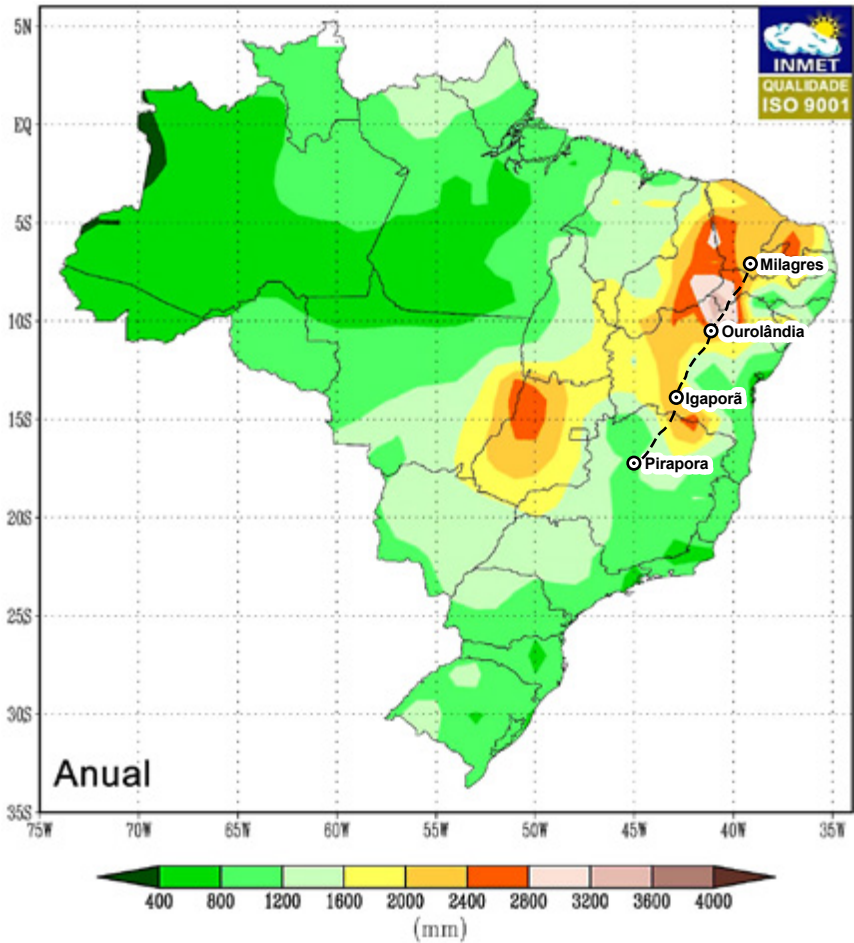 5N
EQ
5S
10S
15S
20S
25S
30S
35S
INMET
QUALIDADE
ISO 9001
Milagres
Ourolândia
Igaporã
Pirapora
Anual
75W 70W 65W 60W 55W 50W 45W 40W 35W
400 800 1200 1600 2000 2400 2800 3200 3600 4000
(mm)